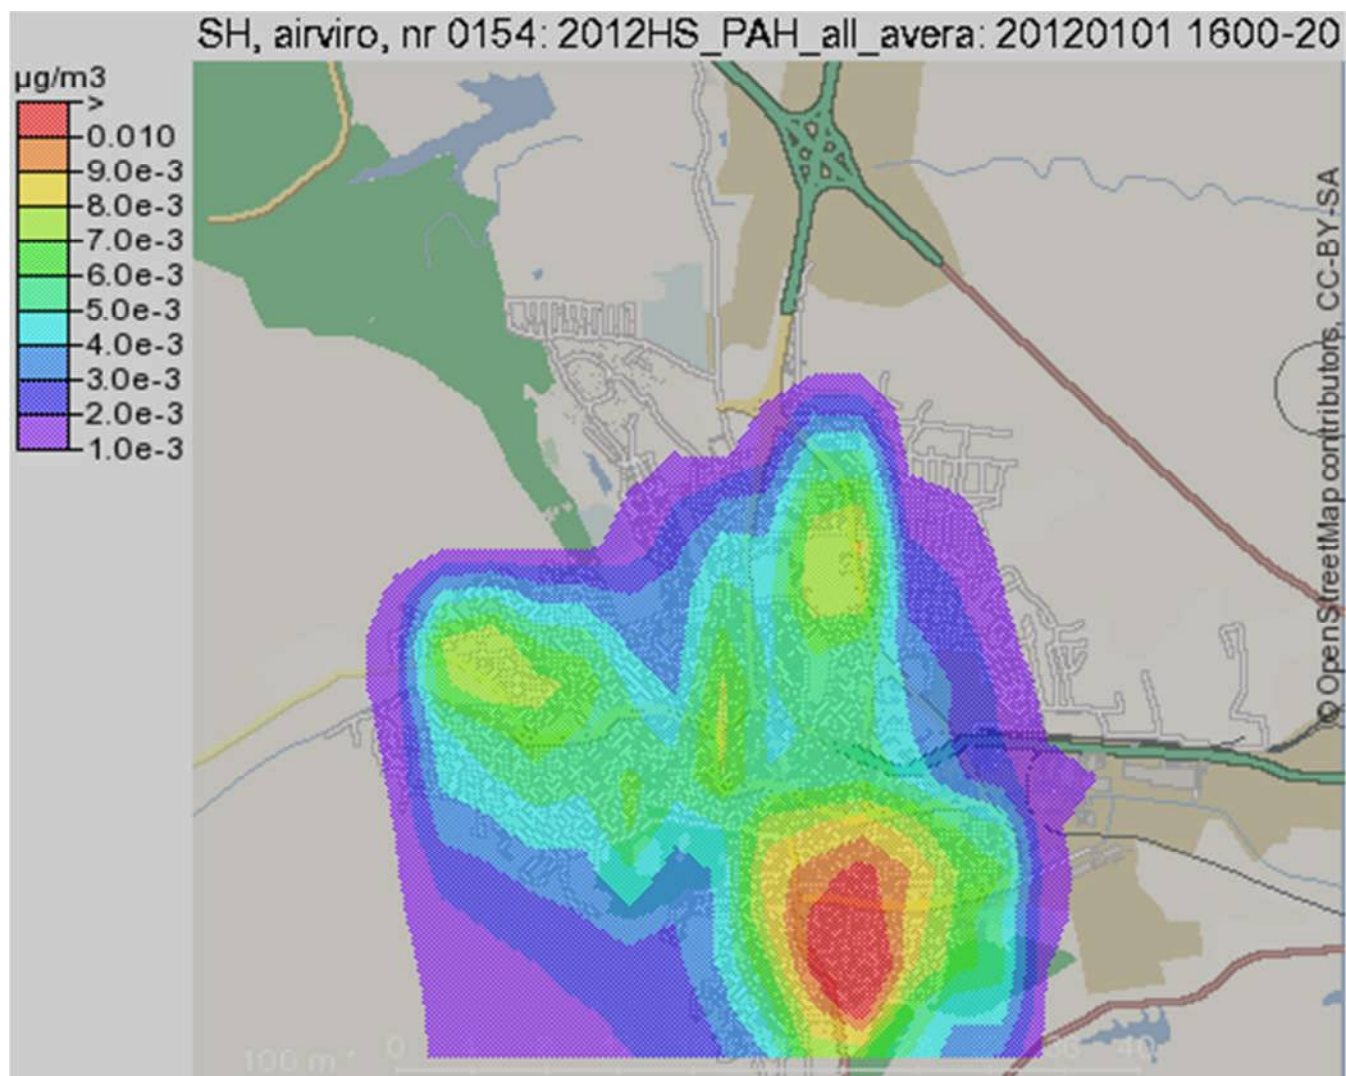 SH, airviro, nr 0154: 2012HS_PAH_all_avera: 20120101 1600-20
µg/m3
>
0.010
9.0e-3
8.0e-3
7.0e-3
6.0e-3
5.0e-3
4.0e-3
3.0e-3
2.0e-3
1.0e-3
© OpenStreetMap contributors, CC-BY-SA
100 m * 0
40